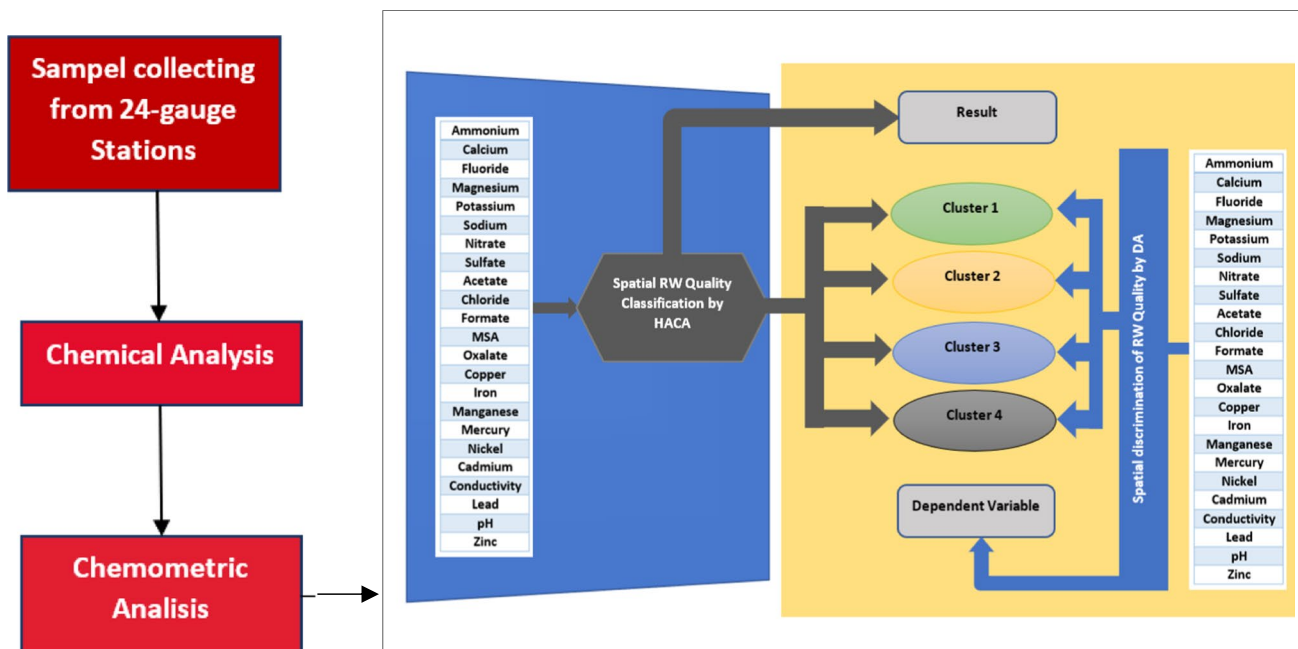 Sampel collecting
from 24-gauge
Stations
Chemical Analysis
Chemometric
Analisis
Ammonium
Calcium
Fluoride
Magnesium
Potassium
Sodium
Nitrate
Sulfate
Acetate
Chloride
Formate
MSA
Oxalate
Copper
Iron
Manganese
Mercury
Nickel
Cadmium
Conductivity
Lead
pH
Zinc
Spatial RW Quality
Classification by
HACA
Result
Cluster 1
Cluster 2
Cluster 3
Cluster 4
Dependent Variable
Spatial discrimination of RW Quality by DA
Ammonium
Calcium
Fluoride
Magnesium
Potassium
Sodium
Nitrate
Sulfate
Acetate
Chloride
Formate
MSA
Oxalate
Copper
Iron
Manganese
Mercury
Nickel
Cadmium
Conductivity
Lead
pH
Zinc